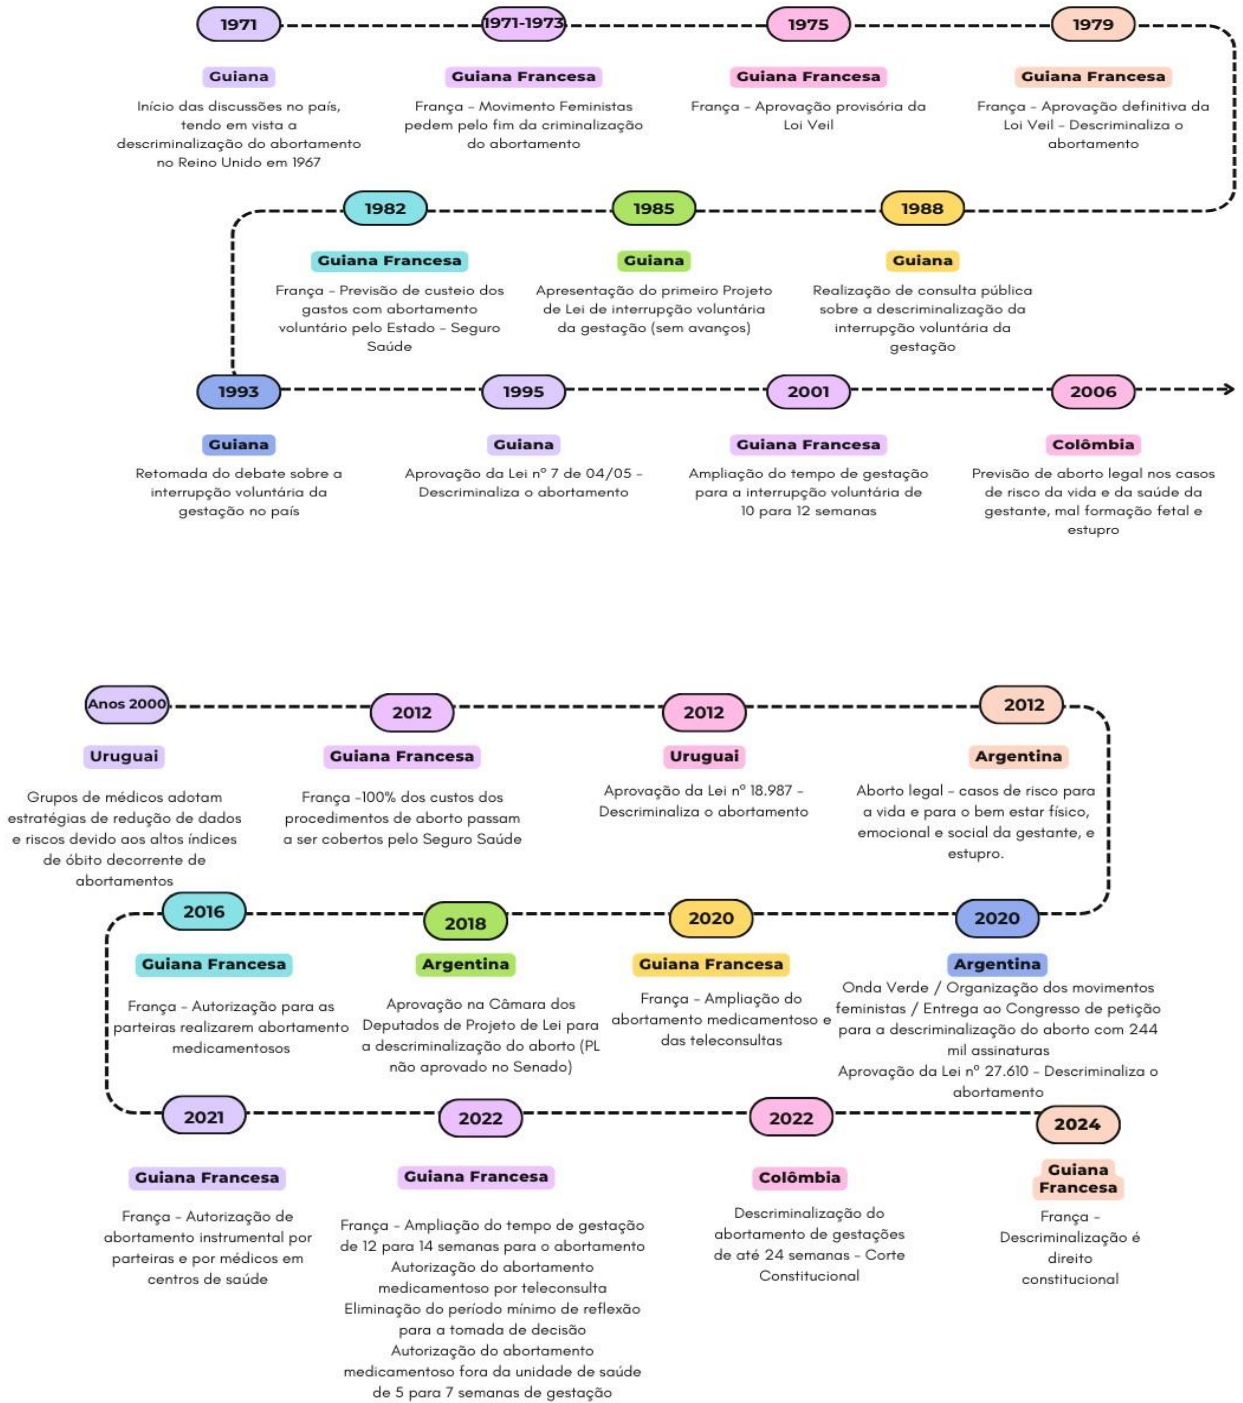 1971
Guiana
Início das discussões no país,
tendo em vista a
descriminalização do abortamento
no Reino Unido em 1967
1971-1973
Guiana Francesa
França - Movimento Feministas
pedem pelo fim da criminalização
do abortamento
1975
Guiana Francesa
França - Aprovação provisória da
Loi Veil
1979
Guiana Francesa
França - Aprovação definitiva da
Loi Veil - Descriminaliza o
abortamento
1982
Guiana Francesa
França - Previsão de custeio dos
gastos com abortamento
voluntário pelo Estado - Seguro
Saúde
1985
Guiana
Apresentação do primeiro Projeto
de Lei de interrupção voluntária
da gestação (sem avanços)
1988
Guiana
Realização de consulta pública
sobre a descriminalização da
interrupção voluntária da
gestação
1993
Guiana
Retomada do debate sobre a
interrupção voluntária da
gestação no país
1995
Guiana
Aprovação da Lei nº 7 de 04/05 -
Descriminaliza o abortamento
2001
Guiana Francesa
Ampliação do tempo de gestação
para a interrupção voluntária de
10 para 12 semanas
2006
Colômbia
Previsão de aborto legal nos casos
de risco da vida e da saúde da
gestante, mal formação fetal e
estupro
Anos 2000
Uruguai
Grupos de médicos adotam
estratégias de redução de dados
e riscos devido aos altos índices
de óbito decorrente de
abortamentos
2012
Guiana Francesa
França -100% dos custos dos
procedimentos de aborto passam
a ser cobertos pelo Seguro Saúde
2012
Uruguai
Aprovação da Lei nº 18.987 -
Descriminaliza o abortamento
2012
Argentina
Aborto legal - casos de risco para
a vida e para o bem estar físico,
emocional e social da gestante, e
estupro.
2016
Guiana Francesa
França - Autorização para as
parteiras realizarem abortamento
medicamentosos
2018
Argentina
Aprovação na Câmara dos
Deputados de Projeto de Lei para
a descriminalização do aborto (PL
não aprovado no Senado)
2020
Guiana Francesa
França - Ampliação do
abortamento medicamentoso e
das teleconsultas
2020
Argentina
Onda Verde / Organização dos movimentos
feministas / Entrega ao Congresso de petição
para a descriminalização do aborto com 244
mil assinaturas
Aprovação da Lei nº 27.610 - Descriminaliza o
abortamento
2021
Guiana Francesa
França - Autorização de
abortamento instrumental por
parteiras e por médicos em
centros de saúde
2022
Guiana Francesa
França - Ampliação do tempo de gestação
de 12 para 14 semanas para o abortamento
Autorização do abortamento
medicamentoso por teleconsulta
Eliminação do período mínimo de reflexão
para a tomada de decisão
Autorização do abortamento
medicamentoso fora da unidade de saúde
de 5 para 7 semanas de gestação
2022
Colômbia
Descriminalização do
abortamento de gestações
de até 24 semanas - Corte
Constitucional
2024
Guiana
Francesa
França -
Descriminalização é
direito
constitucional